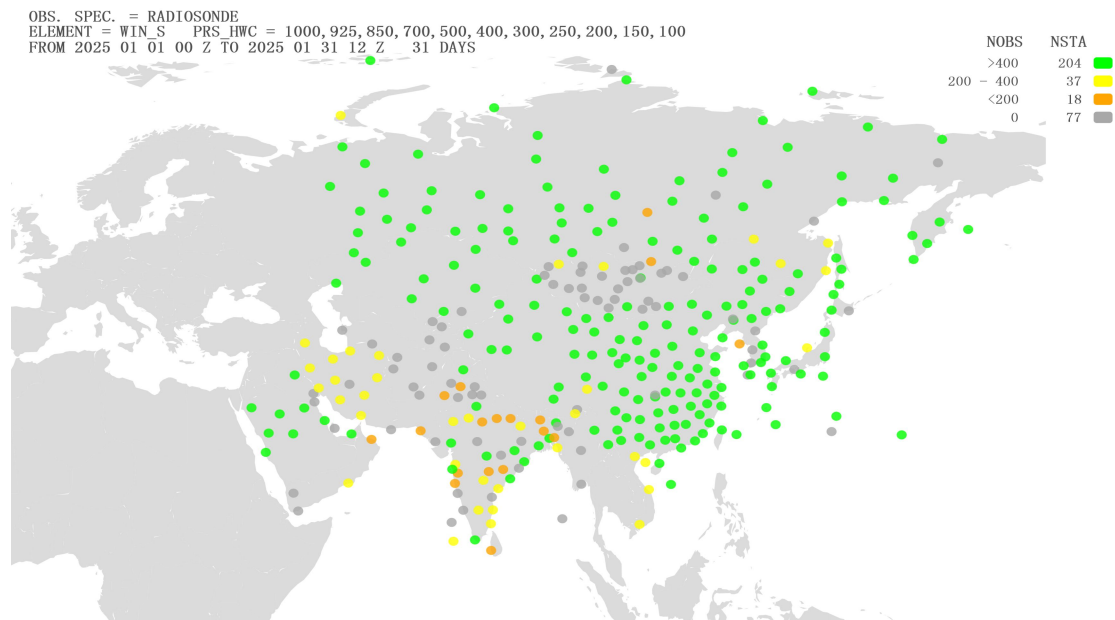 OBS. SPEC. = RADIOSONDE
ELEMENT = WIN_S PRS_HWC = 1000,925,850,700,500,400,300,250,200,150,100
FROM 2025 01 01 00 Z TO 2025 01 31 12 Z 31 DAYS
NOBS NSTA
>400 204
200 - 400 37
<200 18
0 77